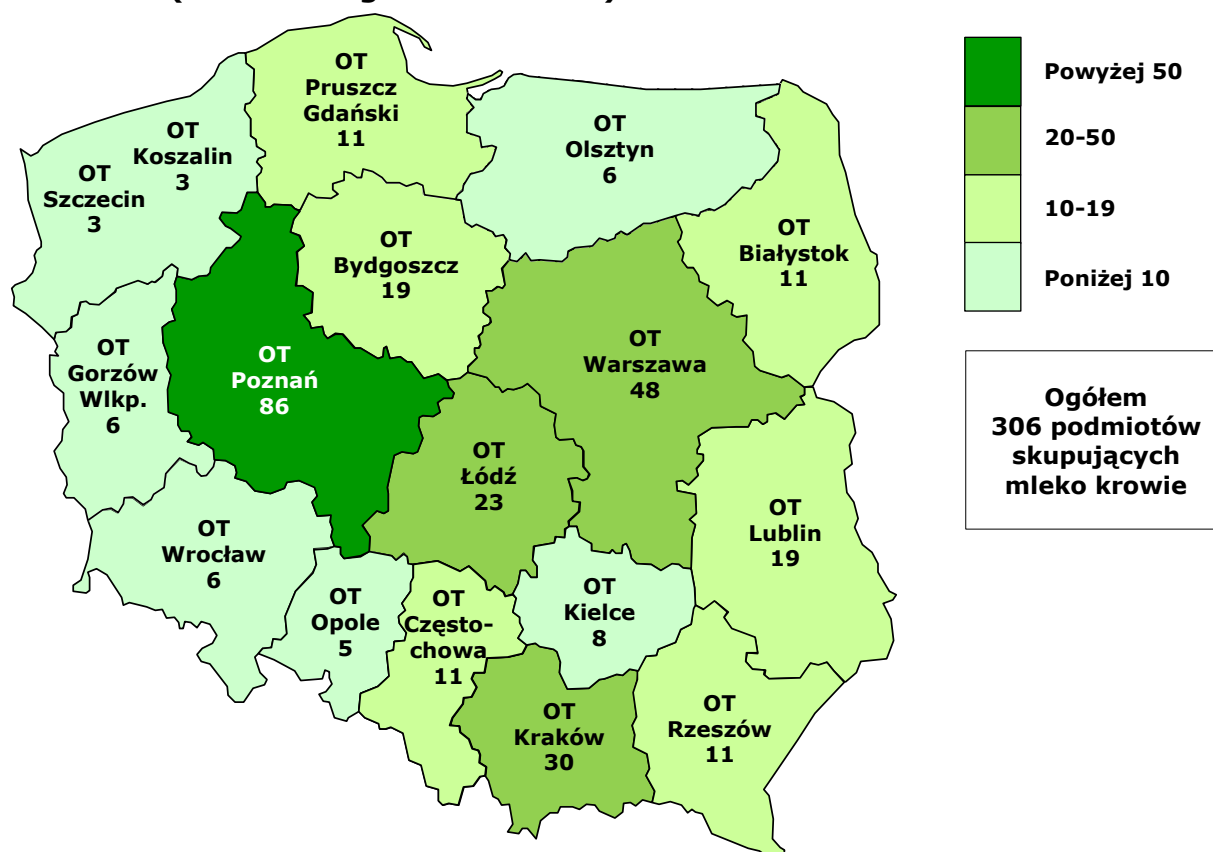 OT
Pruszcz
Gdański
11
OT
Koszalin
3
OT
Szczecin
3
OT
Olsztyn
6
OT
Białystok
11
OT
Bydgoszcz
19
OT
Gorzów
Wlkp.
6
OT
Poznań
86
OT
Warszawa
48
OT
Łódź
23
OT
Lublin
19
OT
Wrocław
6
OT
Opole
5
OT
Często-
chowa
11
OT
Kielce
8
OT
Kraków
30
OT
Rzeszów
11
Powyżej 50
20-50
10-19
Poniżej 10
Ogółem
306 podmiotów
skupujących
mleko krowie